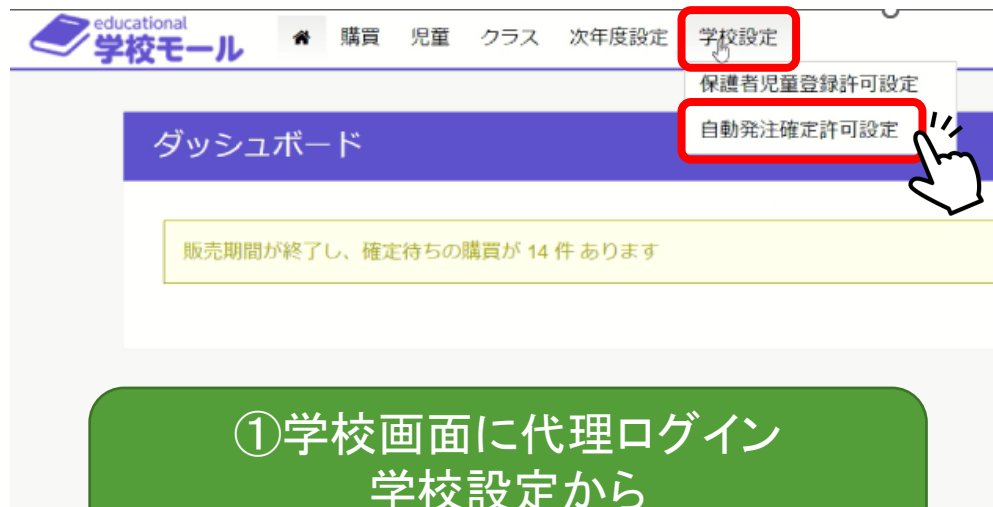 educational
学校モール
購買 児童 クラス 次年度設定 学校設定
保護者児童登録許可設定
自動発注確定許可設定
ダッシュボード
販売期間が終了し、確定待ちの購買が 14 件 あります
①学校画面に代理ログイン
学校設定から